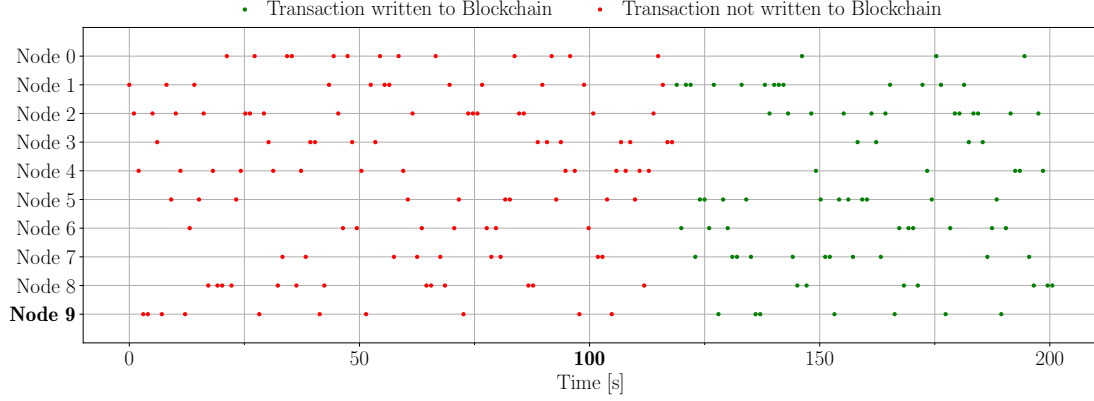 Transaction written to Blockchain Transaction not written to Blockchain
Node 0
Node 1
Node 2
Node 3
Node 4
Node 5
Node 6
Node 7
Node 8
Node 9
0 50 100 150 200
Time [s]